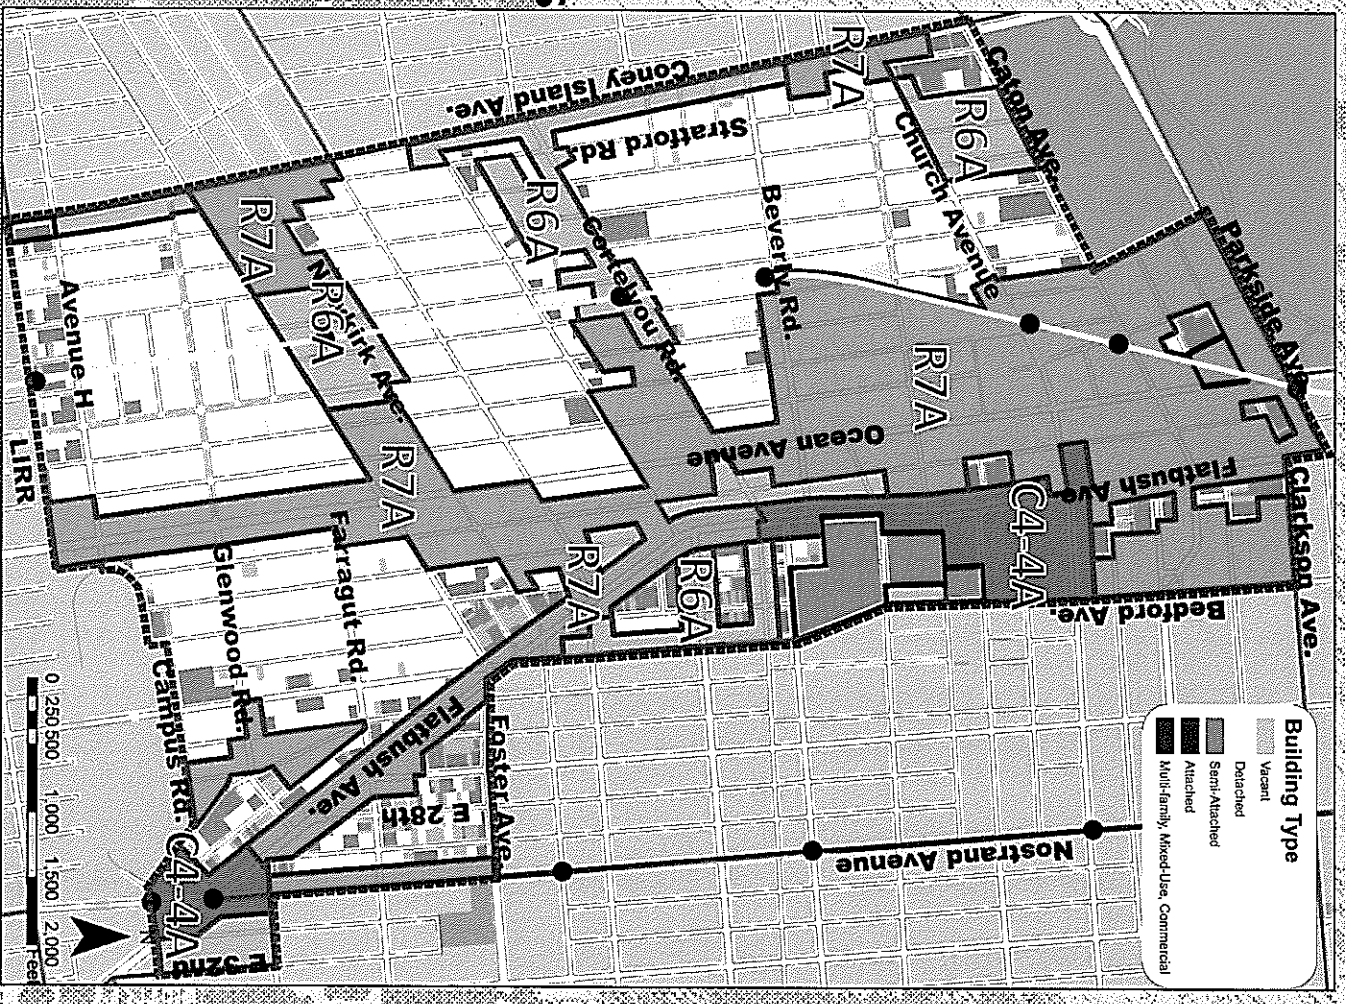 Building Type
Vacant
Detached
Semi-Attached
Attached
Multi-family, Mixed-Use, Commercial
Parkside Ave.
Clarkson Ave.
Caton Ave.
R7A
R6A
Church Avenue
Coney Island Ave.
Stratford Rd.
Beverly Rd.
R7A
Flatbush Ave.
C4-4A
Bedford Ave.
Ocean Avenue
Cortelyou Rd.
R6A
R6A
R7A
Nostrand Avenue
Foster Ave
E 28th
Flatbush Ave.
R7A
R6A
Newkirk Ave.
R7A
Farragut Rd.
Glenwood Rd.
Avenue H
LIRR
Campus Rd.
C4-4A
E 32nd
0 250 500 1,000 1,500 2,000
Feet
N